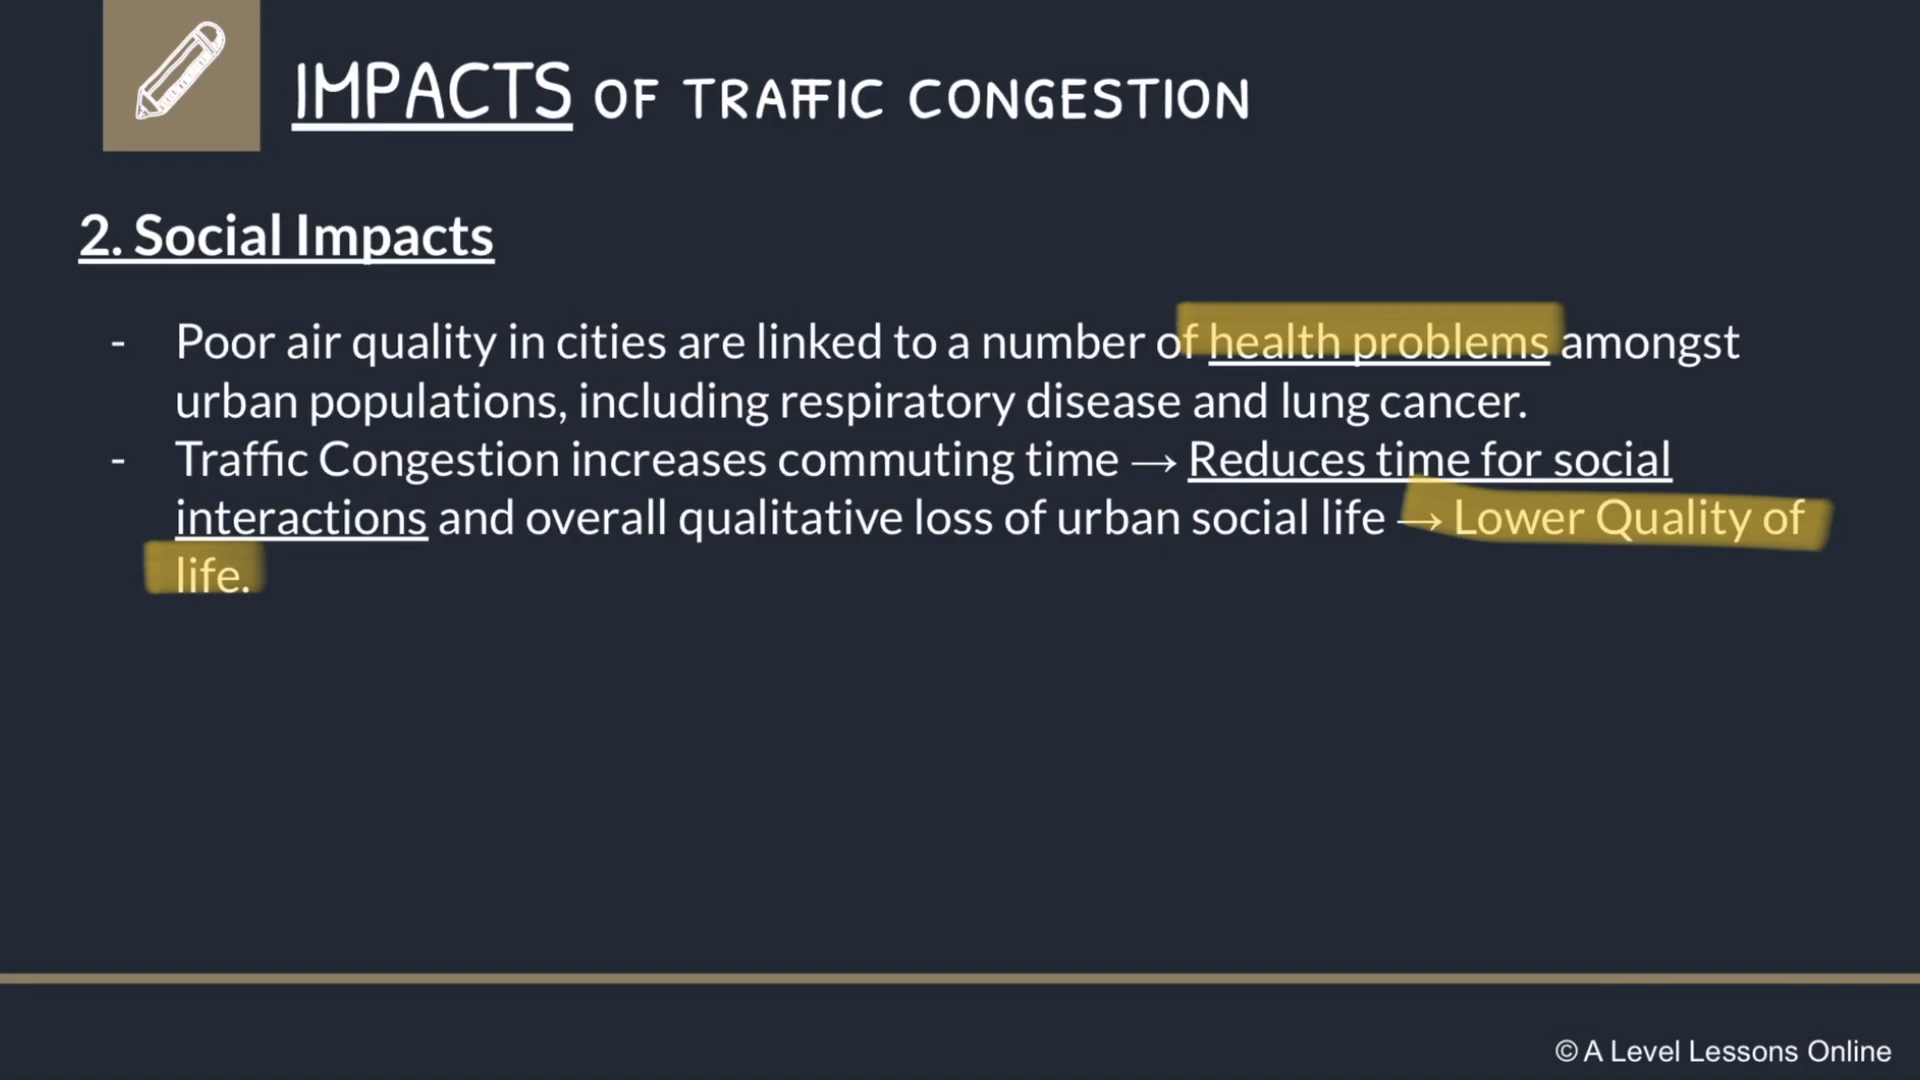 IMPACTS OF TRAFFIC CONGESTION
2. Social Impacts
- Poor air quality in cities are linked to a number of health problems amongst
urban populations, including respiratory disease and lung cancer.
- Traffic Congestion increases commuting time → Reduces time for social
interactions and overall qualitative loss of urban social life → Lower Quality of
life.
© A Level Lessons Online